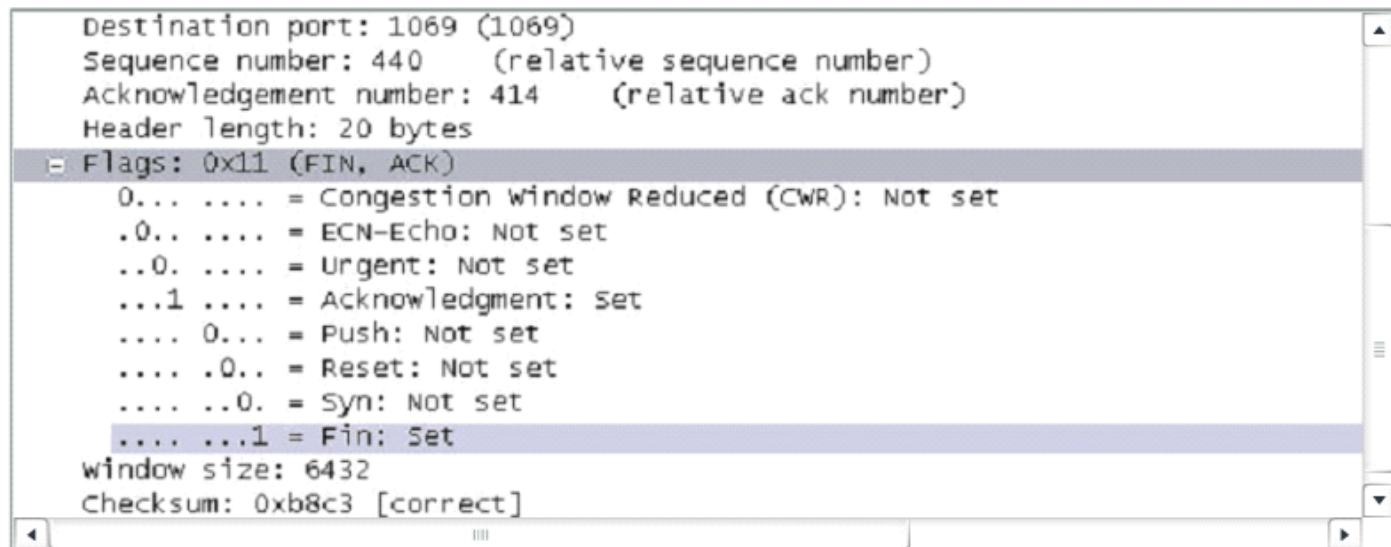 Destination port: 1069 (1069)
Sequence number: 440    (relative sequence number)
Acknowledgement number: 414    (relative ack number)
Header length: 20 bytes
Flags: 0x11 (FIN, ACK)
0... .... = Congestion Window Reduced (CWR): Not set
.0.. .... = ECN-Echo: Not set
..0. .... = Urgent: Not set
...1 .... = Acknowledgment: Set
.... 0... = Push: Not set
.... .0.. = Reset: Not set
.... ..0. = Syn: Not set
.... ...1 = Fin: Set
Window size: 6432
Checksum: 0xb8c3 [correct]